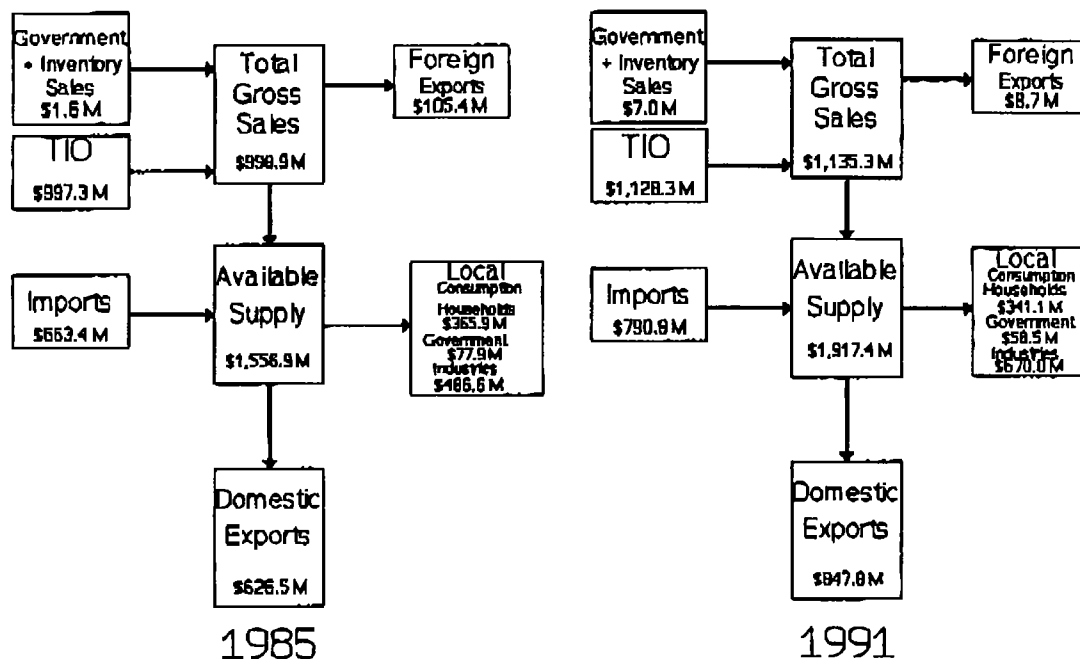 Government
+ Inventory
Sales
$1.6 M
TIO
$997.3 M
Total
Gross
Sales
$998.9 M
Foreign
Exports
$105.4 M
Imports
$663.4 M
Available
Supply
$1,556.9 M
Local
Consumption
Households
$365.9 M
Government
$77.9 M
Industries
$486.6 M
Domestic
Exports
$626.5 M
1985
Government
+ Inventory
Sales
$7.0 M
TIO
$1,128.3 M
Total
Gross
Sales
$1,135.3 M
Foreign
Exports
$8.7 M
Imports
$790.8 M
Available
Supply
$1,917.4 M
Local
Consumption
Households
$341.1 M
Government
$58.5 M
Industries
$670.0 M
Domestic
Exports
$847.8 M
1991